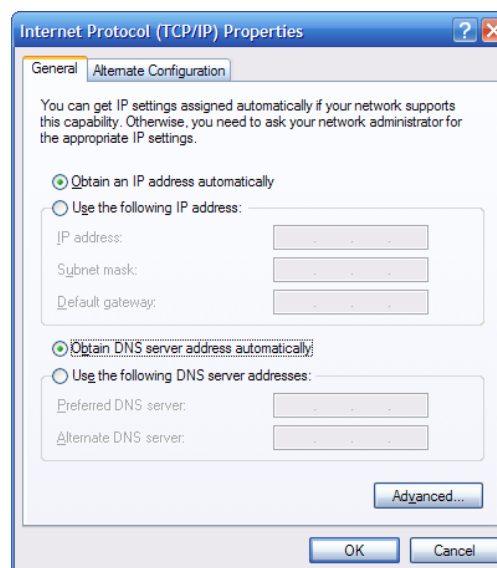 Internet Protocol (TCP/IP) Properties
General
Alternate Configuration
You can get IP settings assigned automatically if your network supports
this capability. Otherwise, you need to ask your network administrator for
the appropriate IP settings.
Obtain an IP address automatically
Use the following IP address:
IP address:
Subnet mask:
Default gateway:
Obtain DNS server address automatically
Use the following DNS server addresses:
Preferred DNS server:
Alternate DNS server:
Advanced...
OK
Cancel